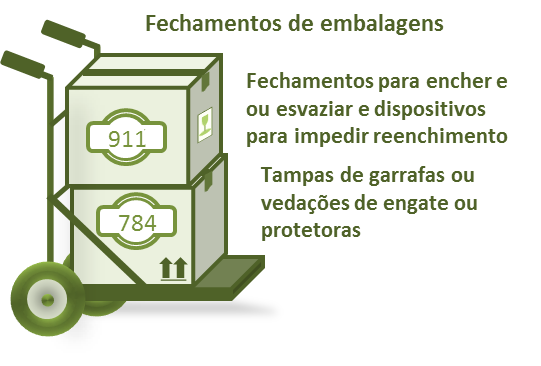 Fechamentos de embalagens
911
Fechamentos para encher e
ou esvaziar e dispositivos
para impedir reenchimento
784
Tampas de garrafas ou
vedações de engate ou
protetoras